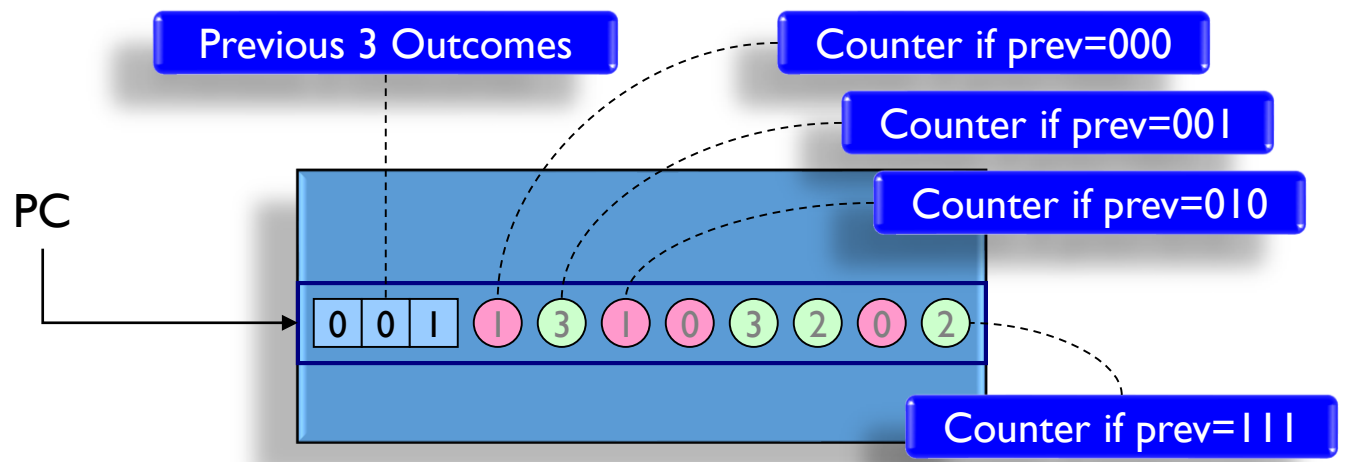 Previous 3 Outcomes
Counter if prev=000
Counter if prev=001
Counter if prev=010
PC
0 0 1 1 3 1 0 3 2 0 2
Counter if prev=111